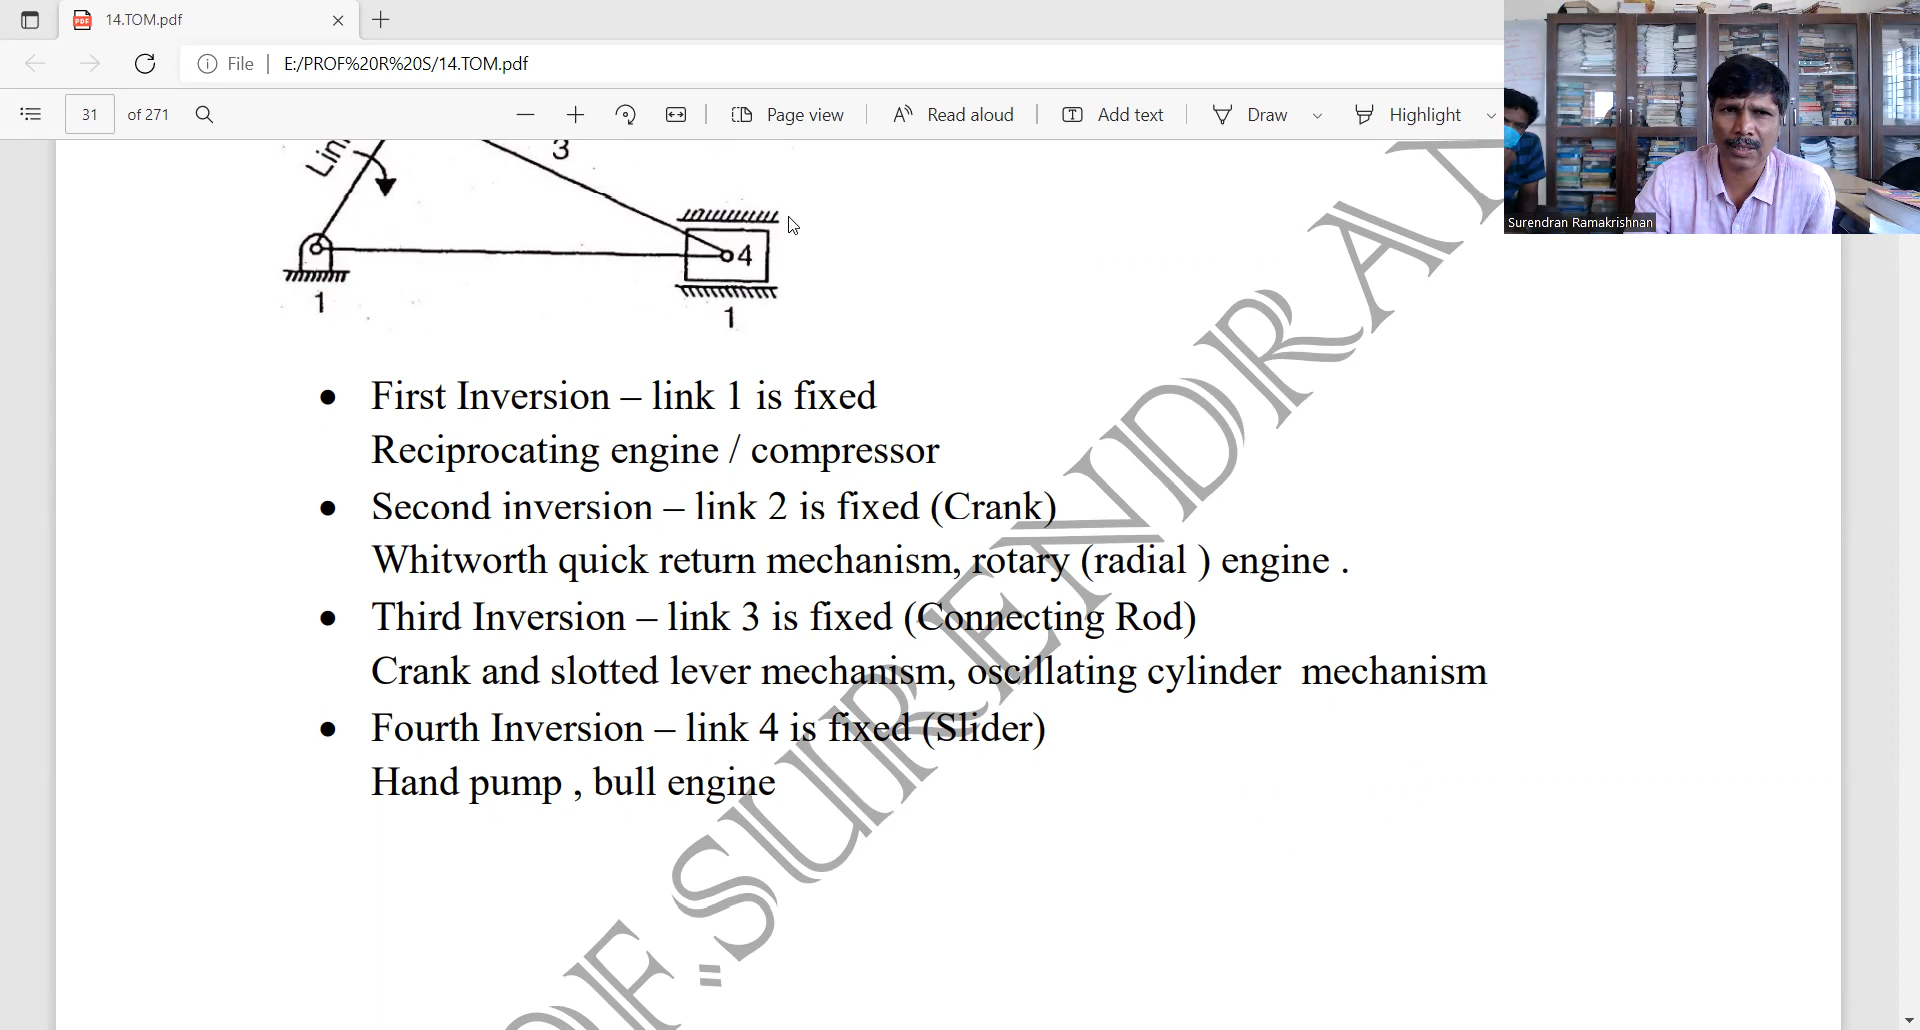 14.TOM.pdf
File
E:/PROF%20R%20S/14.TOM.pdf
31
of 271
Page view
Read aloud
Add text
Draw
Highlight
Surendran Ramakrishnan
Lin
3
4
1
1
First Inversion – link 1 is fixed
Reciprocating engine / compressor
Second inversion – link 2 is fixed (Crank)
Whitworth quick return mechanism, rotary (radial ) engine .
Third Inversion – link 3 is fixed (Connecting Rod)
Crank and slotted lever mechanism, oscillating cylinder mechanism
Fourth Inversion – link 4 is fixed (Slider)
Hand pump , bull engine
OF.SURENDRAN